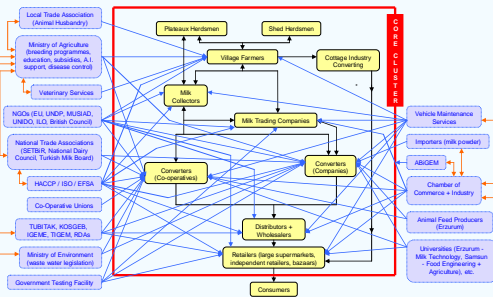 Local Trade Association
(Animal Husbandry)
Ministry of Agriculture
(breeding programmes,
education, subsidies, A.I.
support, disease control)
Veterinary Services
NGOs (EU, UNDP, MUSIAD,
UNIDO, ILO, British Council)
National Trade Associations
(SETBIR, National Dairy
Council, Turkish Milk Board)
HACCP / ISO / EFSA
Co-Operative Unions
TUBITAK, KOSGEB,
IGEME, TIGEM, RDAs
Ministry of Environment
(waste water legislation)
Government Testing Facility
Plateaux Herdsmen
Shed Herdsmen
Village Farmers
Cottage Industry
Converting
Milk
Collectors
Milk Trading Companies
Converters
(Co-operatives)
Converters
(Companies)
Distributors +
Wholesalers
Retailers (large supermarkets,
independent retailers, bazaars)
Consumers
CORE CLUSTER
Vehicle Maintenance
Services
Importers (milk powder)
ABIGEM
Chamber of
Commerce + Industry
Animal Feed Producers
(Erzurum)
Universities (Erzurum -
Milk Technology, Samsun
- Food Engineering +
Agriculture), etc.